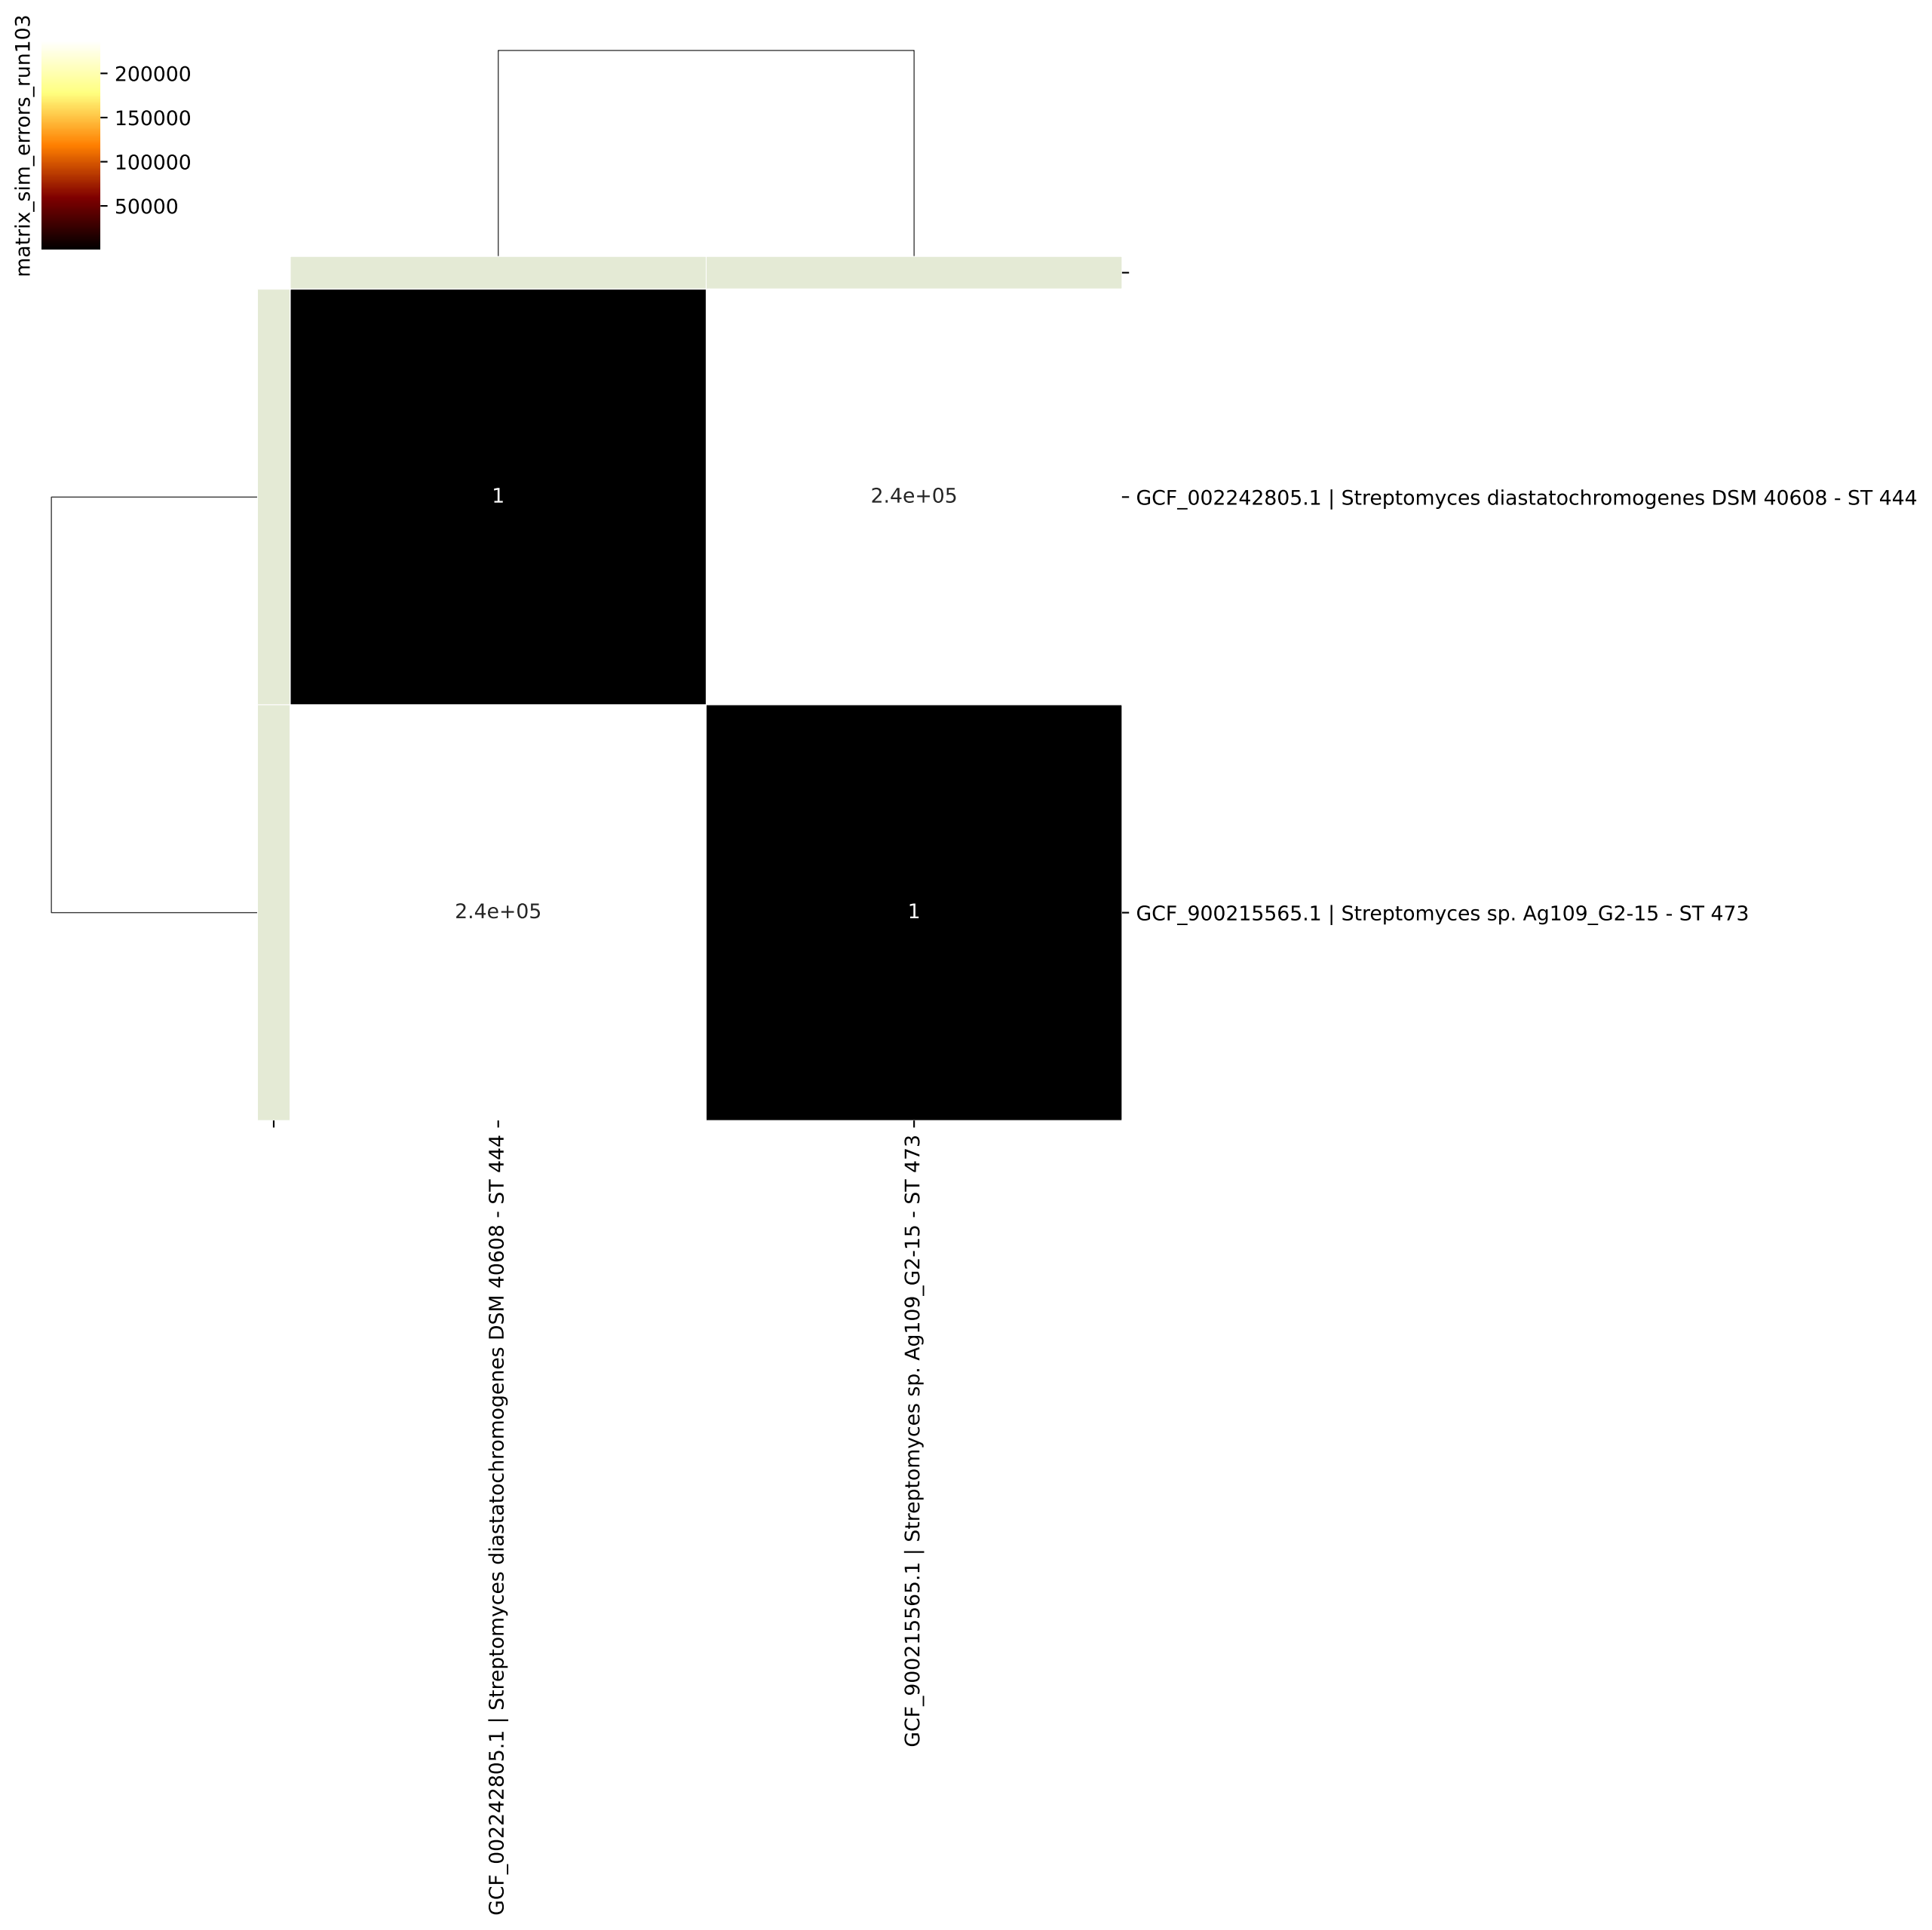 matrix_sim_errors_run103
200000
150000
100000
50000
1
2.4e+05
GCF_002242805.1 | Streptomyces diastatochromogenes DSM 40608 - ST 444
2.4e+05
1
GCF_900215565.1 | Streptomyces sp. Ag109_G2-15 - ST 473
GCF_002242805.1 | Streptomyces diastatochromogenes DSM 40608 - ST 444
GCF_900215565.1 | Streptomyces sp. Ag109_G2-15 - ST 473